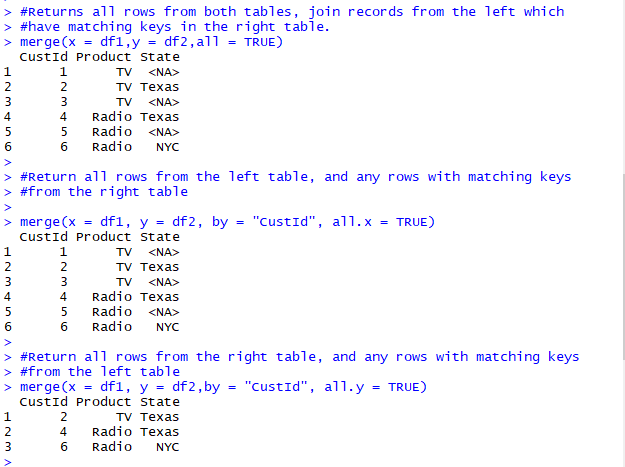 > #Returns all rows from both tables, join records from the left which
> #have matching keys in the right table.
> merge(x = df1,y = df2,all = TRUE)
  CustId Product State
1      1      TV  <NA>
2      2      TV Texas
3      3      TV  <NA>
4      4   Radio Texas
5      5   Radio  <NA>
6      6   Radio   NYC
>
> #Return all rows from the left table, and any rows with matching keys
> #from the right table
>
> merge(x = df1, y = df2, by = "CustId", all.x = TRUE)
  CustId Product State
1      1      TV  <NA>
2      2      TV Texas
3      3      TV  <NA>
4      4   Radio Texas
5      5   Radio  <NA>
6      6   Radio   NYC
>
> #Return all rows from the right table, and any rows with matching keys
> #from the left table
> merge(x = df1, y = df2,by = "CustId", all.y = TRUE)
  CustId Product State
1      2      TV Texas
2      4   Radio Texas
3      6   Radio   NYC
>